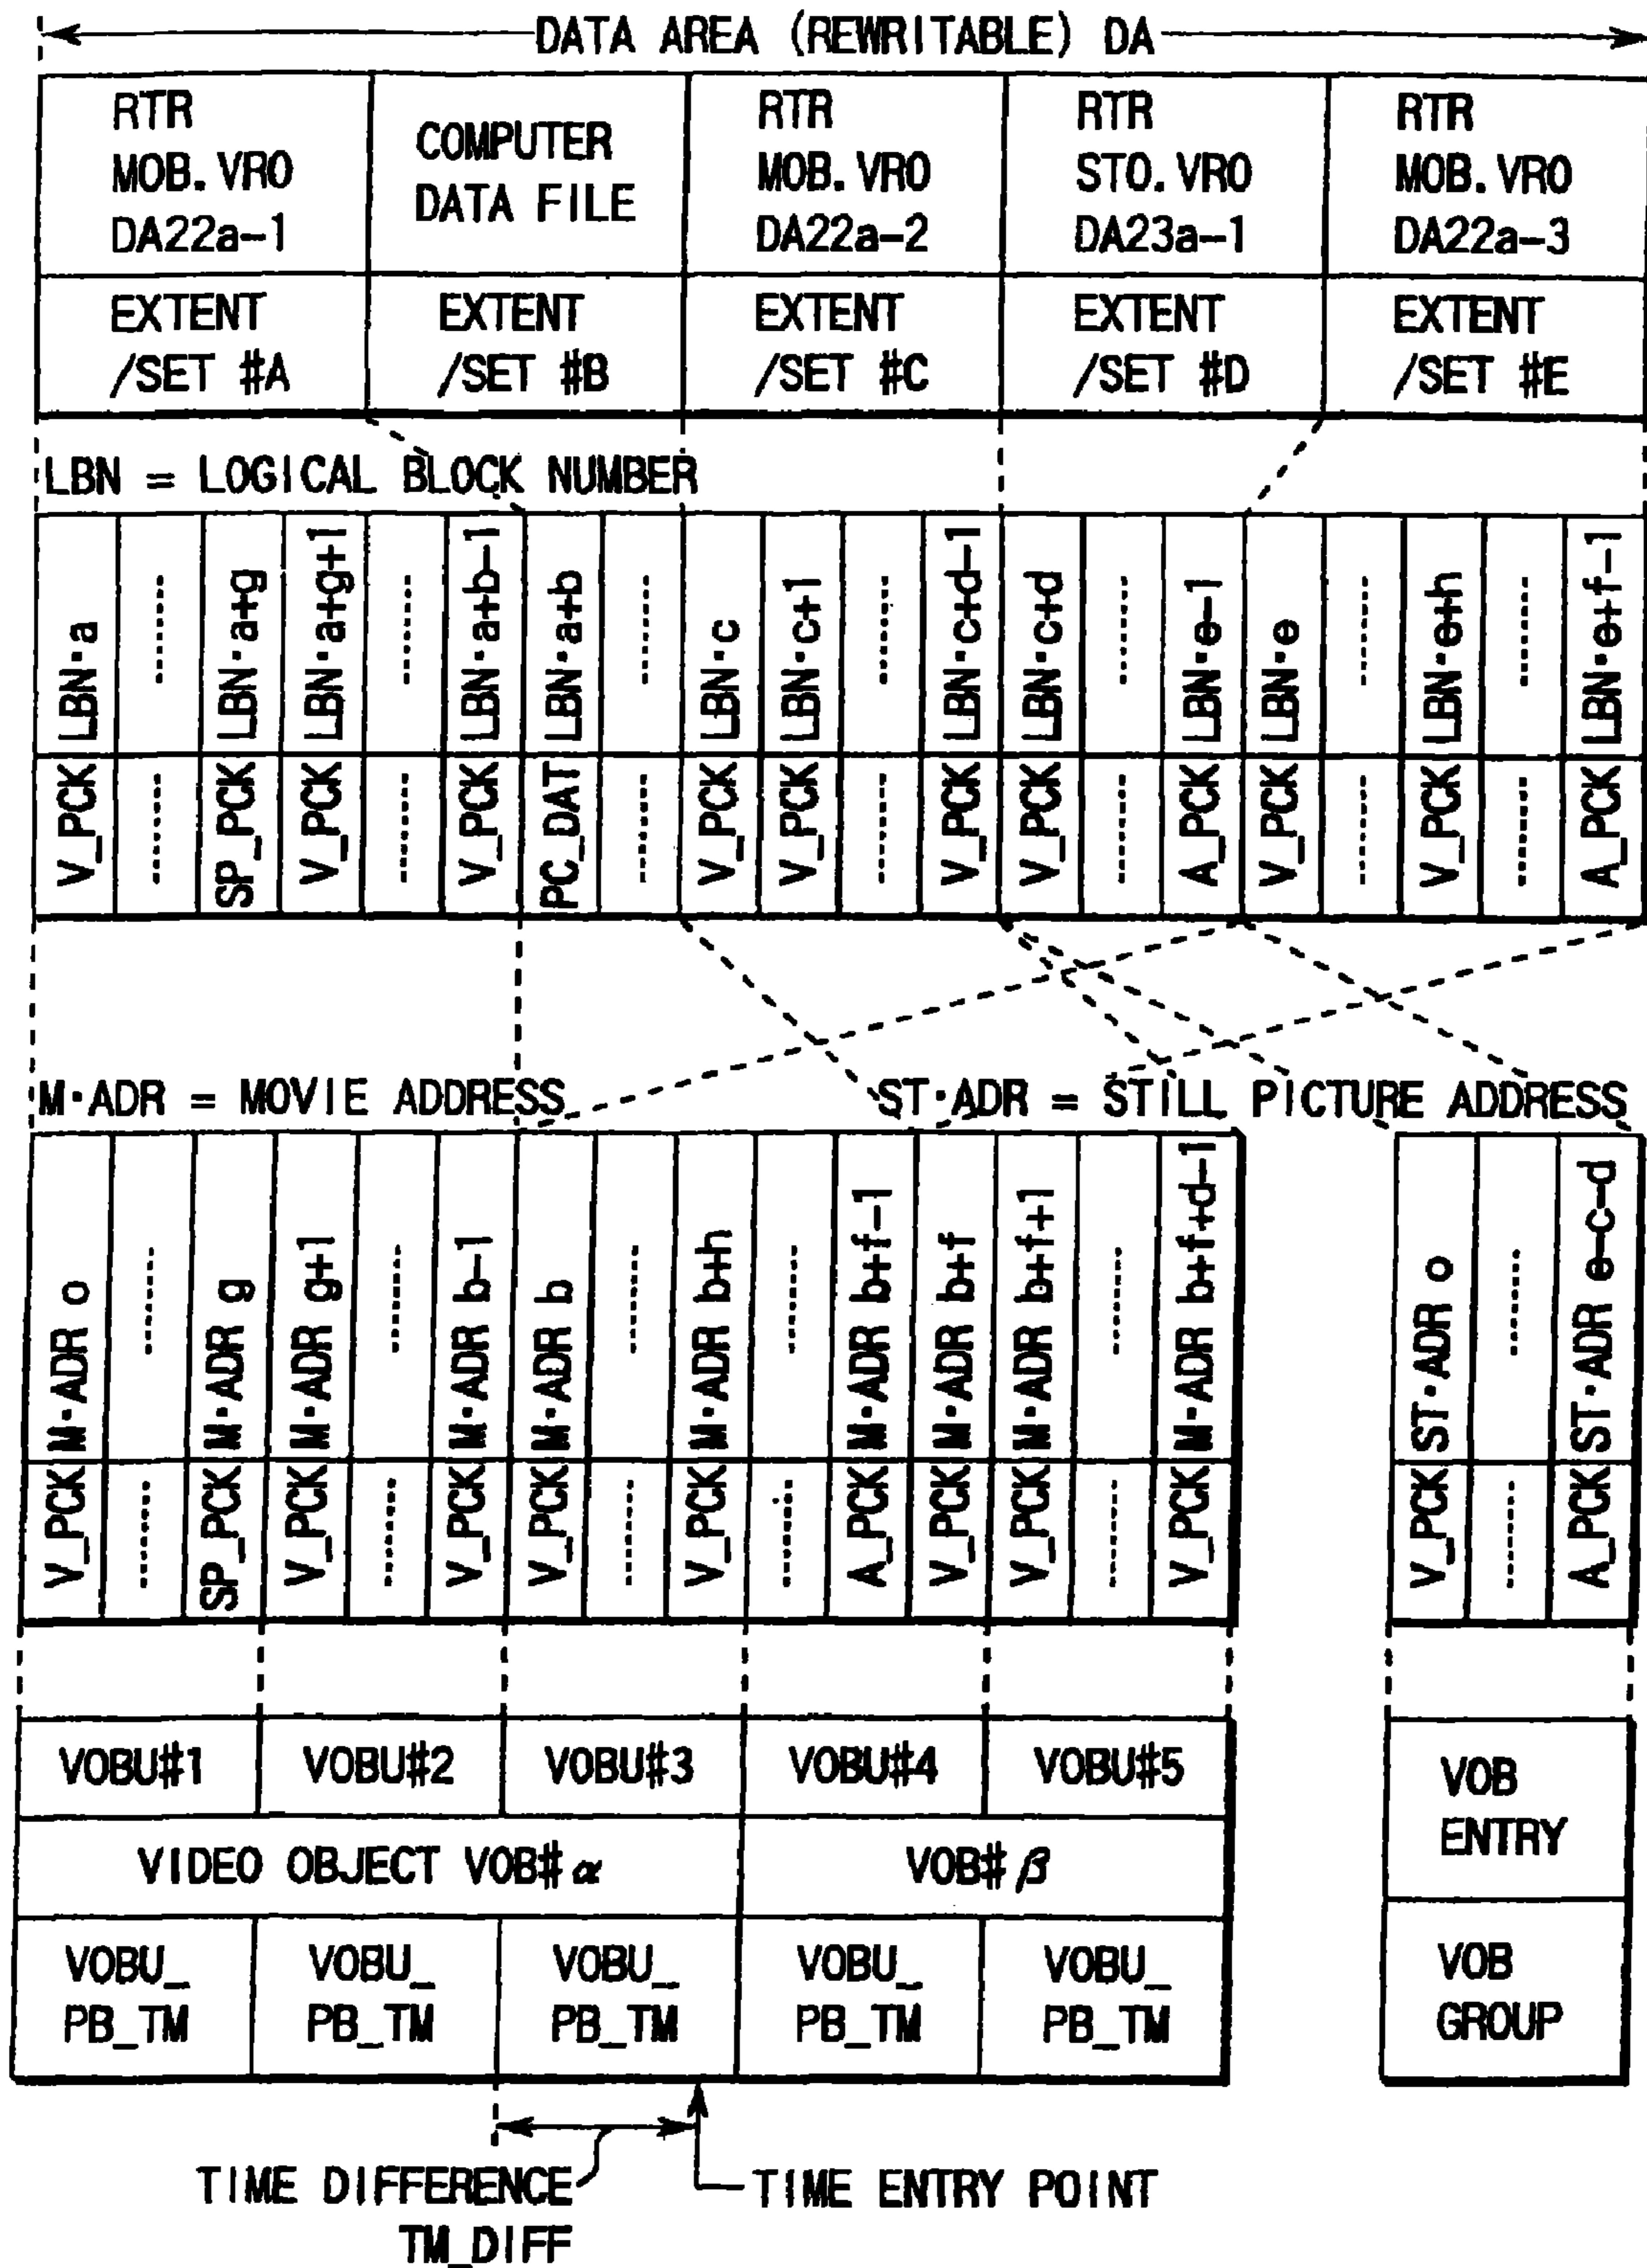 DATA AREA (REWRITABLE) DA
RTR
MOB. VRO
DA22a-1
COMPUTER
DATA FILE
RTR
MOB. VRO
DA22a-2
RTR
STO. VRO
DA23a-1
RTR
MOB. VRO
DA22a-3
EXTENT
/SET #A
EXTENT
/SET #B
EXTENT
/SET #C
EXTENT
/SET #D
EXTENT
/SET #E
LBN = LOGICAL BLOCK NUMBER
V_PCK LBN·a
........ ........
SP_PCK LBN·a+g
V_PCK LBN·a+g+1
........ ........
V_PCK LBN·a+b-1
PC_DAT LBN·a+b
........ ........
V_PCK LBN·c
V_PCK LBN·c+1
........ ........
V_PCK LBN·c+d-1
V_PCK LBN·c+d
........ ........
A_PCK LBN·e-1
V_PCK LBN·e
........ ........
V_PCK LBN·e+h
........ ........
A_PCK LBN·e+f-1
M·ADR = MOVIE ADDRESS
ST·ADR = STILL PICTURE ADDRESS
V_PCK M·ADR o
........ ........
SP_PCK M·ADR g
V_PCK M·ADR g+1
........ ........
V_PCK M·ADR b-1
V_PCK M·ADR b
........ ........
V_PCK M·ADR b+h
........ ........
A_PCK M·ADR b+f-1
V_PCK M·ADR b+f
V_PCK M·ADR b+f+1
........ ........
V_PCK M·ADR b+f+d-1
V_PCK ST·ADR o
........ ........
A_PCK ST·ADR e-c-d
VOBU#1
VOBU#2
VOBU#3
VOBU#4
VOBU#5
VIDEO OBJECT VOB#α
VOB#β
VOBU_
PB_TM
VOBU_
PB_TM
VOBU_
PB_TM
VOBU_
PB_TM
VOBU_
PB_TM
VOB
ENTRY
VOB
GROUP
TIME DIFFERENCE
TM_DIFF
TIME ENTRY POINT